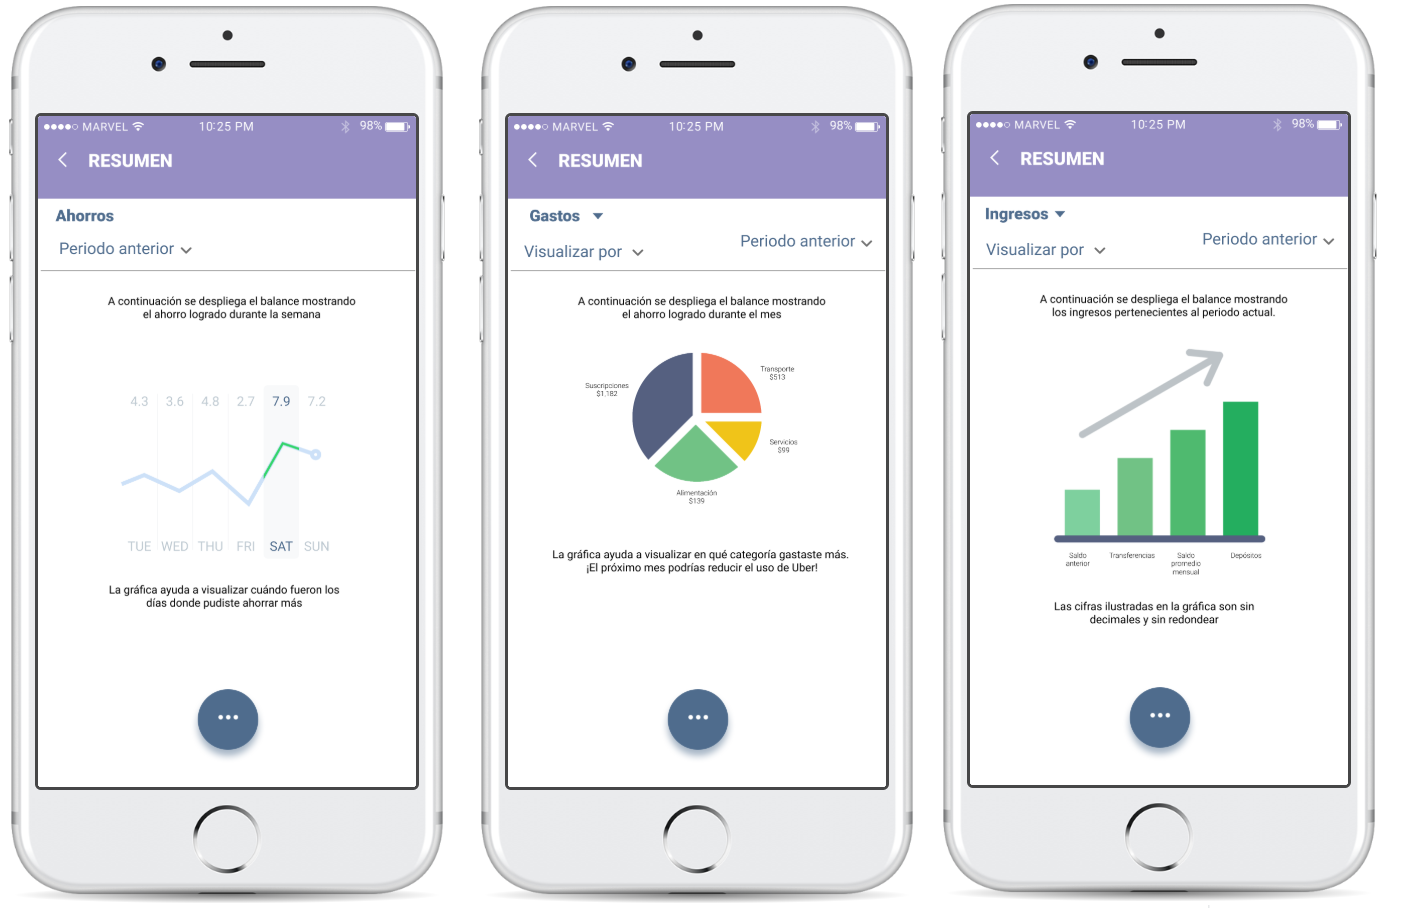 MARVEL 10:25 PM 98%
RESUMEN
Ahorros
Periodo anterior
A continuación se despliega el balance mostrando
el ahorro logrado durante la semana
4.3 3.6 4.8 2.7 7.9 7.2
TUE WED THU FRI SAT SUN
La gráfica ayuda a visualizar cuándo fueron los
días donde pudiste ahorrar más
MARVEL 10:25 PM 98%
RESUMEN
Gastos
Visualizar por
Periodo anterior
A continuación se despliega el balance mostrando
el ahorro logrado durante el mes
Suscripciones
$1,182
Transporte
$513
Servicios
$99
Alimentación
$139
La gráfica ayuda a visualizar en qué categoría gastaste más.
¡El próximo mes podrías reducir el uso de Uber!
MARVEL 10:25 PM 98%
RESUMEN
Ingresos
Visualizar por
Periodo anterior
A continuación se despliega el balance mostrando
los ingresos pertenecientes al periodo actual.
Saldo
anterior
Transferencias
Saldo
promedio
mensual
Depósitos
Las cifras ilustradas en la gráfica son sin
decimales y sin redondear